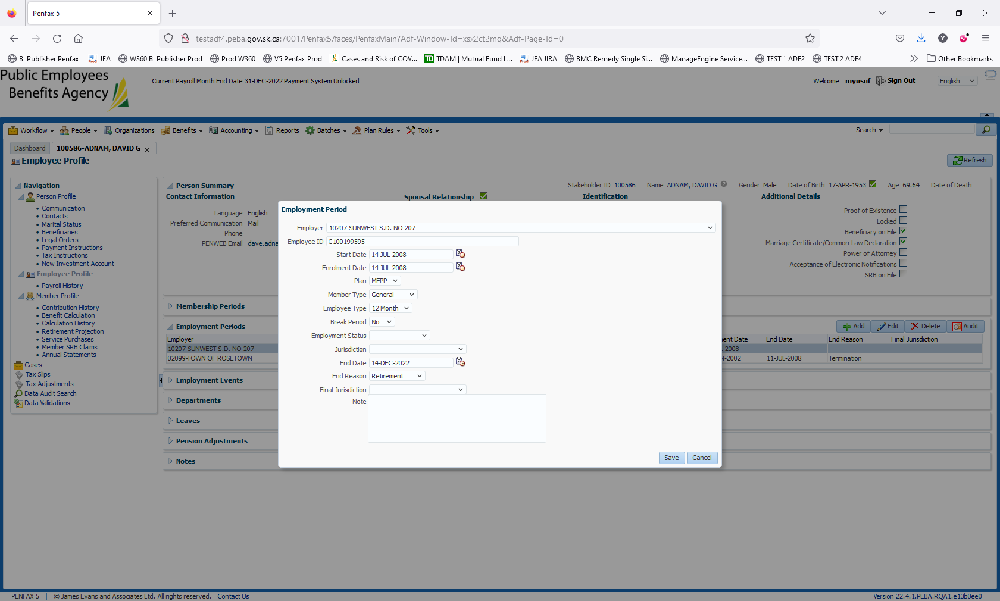 Penfax 5
testadf4.peba.gov.sk.ca:7001/Penfax5/faces/PenfaxMain?Adf-Window-Id=xsx2ct2mq&Adf-Page-Id=0
BI Publisher Penfax JEA W360 BI Publisher Prod Prod W360 V5 Penfax Prod Cases and Risk of COV... TDAM | Mutual Fund L... JEA JIRA BMC Remedy Single Si... ManageEngine Service... TEST 1 ADF2 TEST 2 ADF4 Other Bookmarks
Public Employees
Benefits Agency
Current Payroll Month End Date 31-DEC-2022 Payment System Unlocked
Welcome myusuf Sign Out English
Workflow People Organizations Benefits Accounting Reports Batches Plan Rules Tools Search
Dashboard 100586-ADNAM, DAVID G
Employee Profile
Refresh
Navigation
Person Profile
Communication
Contacts
Marital Status
Beneficiaries
Legal Orders
Payment Instructions
Tax Instructions
New Investment Account
Employee Profile
Payroll History
Member Profile
Contribution History
Benefit Calculation
Calculation History
Retirement Projection
Service Purchases
Member SRB Claims
Annual Statements
Cases
Tax Slips
Tax Adjustments
Data Audit Search
Data Validations
Person Summary
Stakeholder ID 100586 Name ADNAM, DAVID G Gender Male Date of Birth 17-APR-1953 Age 69.64 Date of Death
Contact Information Spousal Relationship Identification Additional Details
Language English
Preferred Communication Mail
Phone
PENWEB Email dave.adna
Proof of Existence
Locked
Beneficiary on File
Marriage Certificate/Common-Law Declaration
Power of Attorney
Acceptance of Electronic Notifications
SRB on File
Membership Periods
Employment Periods
Add Edit Delete Audit
Employer ent Date End Date End Reason Final Jurisdiction
10207-SUNWEST S.D. NO 207 -2008
02099-TOWN OF ROSETOWN N-2002 11-JUL-2008 Termination
Employment Events
Departments
Leaves
Pension Adjustments
Notes
Employment Period
Employer 10207-SUNWEST S.D. NO 207
Employee ID C100199595
Start Date 14-JUL-2008
Enrolment Date 14-JUL-2008
Plan MEPP
Member Type General
Employee Type 12 Month
Break Period No
Employment Status
Jurisdiction
End Date 14-DEC-2022
End Reason Retirement
Final Jurisdiction
Note
Save Cancel
PENFAX 5 | © James Evans and Associates Ltd. All rights reserved. Contact Us
Version 22.4.1.PEBA.RQA1.e13b0ee0